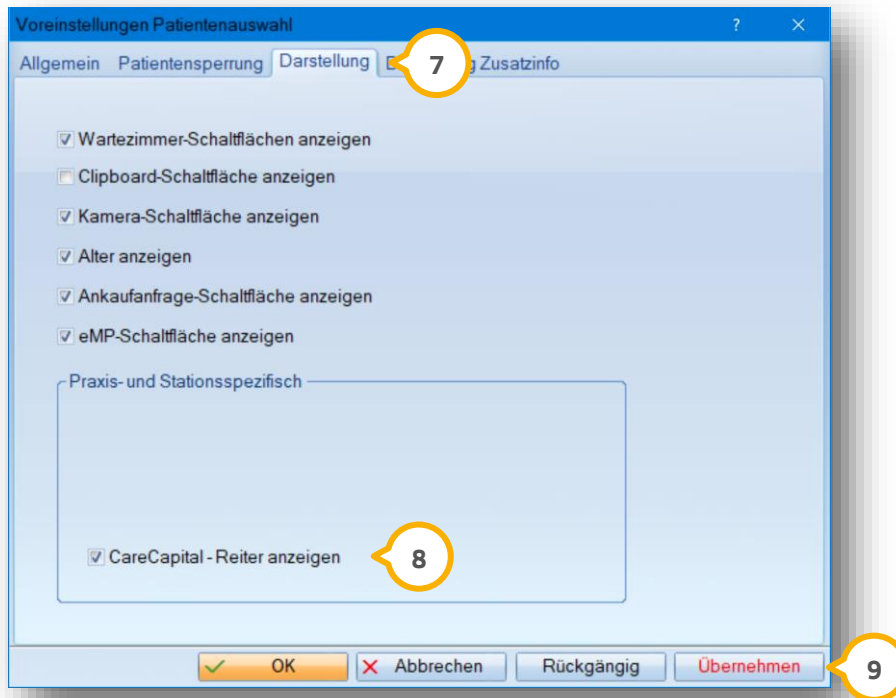 Voreinstellungen Patientenauswahl ? ×
Allgemein Patientensperrung Darstellung Zusatzinfo
7
Wartezimmer-Schaltflächen anzeigen
Clipboard-Schaltfläche anzeigen
Kamera-Schaltfläche anzeigen
Alter anzeigen
Ankaufanfrage-Schaltfläche anzeigen
eMP-Schaltfläche anzeigen
Praxis- und Stationsspezifisch
CareCapital - Reiter anzeigen
8
OK Abbrechen Rückgängig Übernehmen
9